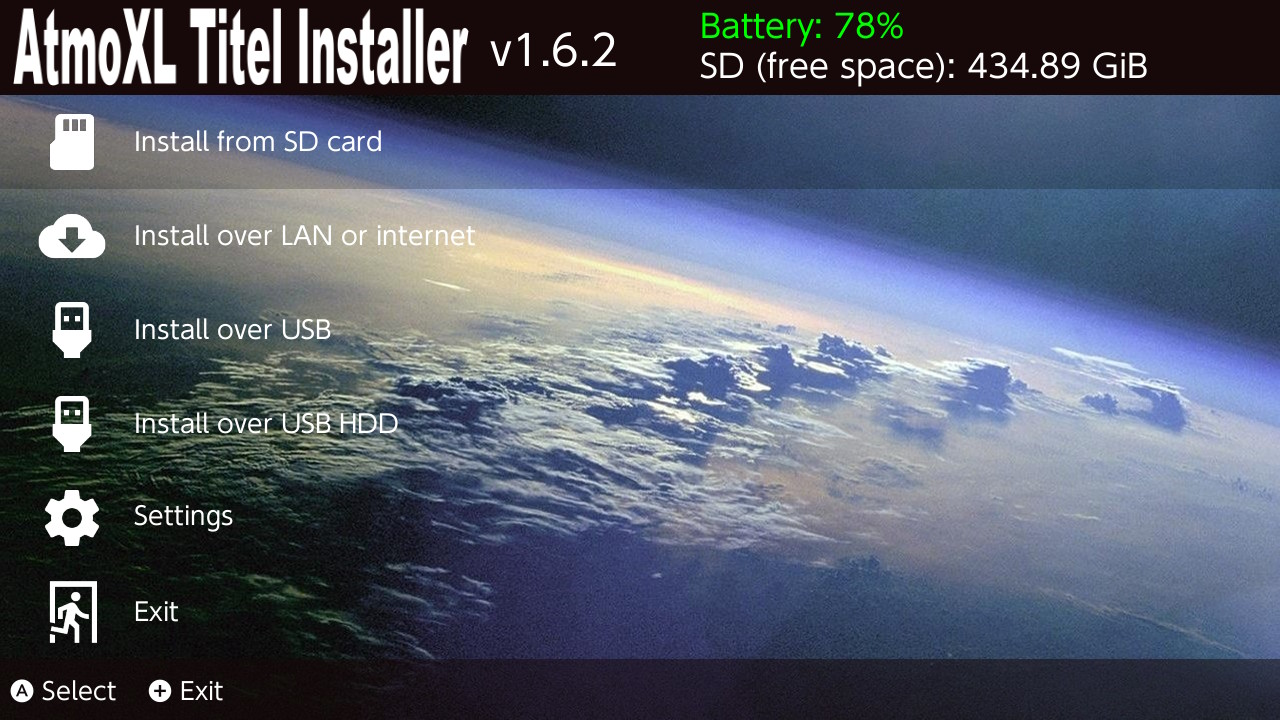 AtmoXL Titel Installer v1.6.2
Battery: 78%
SD (free space): 434.89 GiB
Install from SD card
Install over LAN or internet
Install over USB
Install over USB HDD
Settings
Exit
A Select + Exit